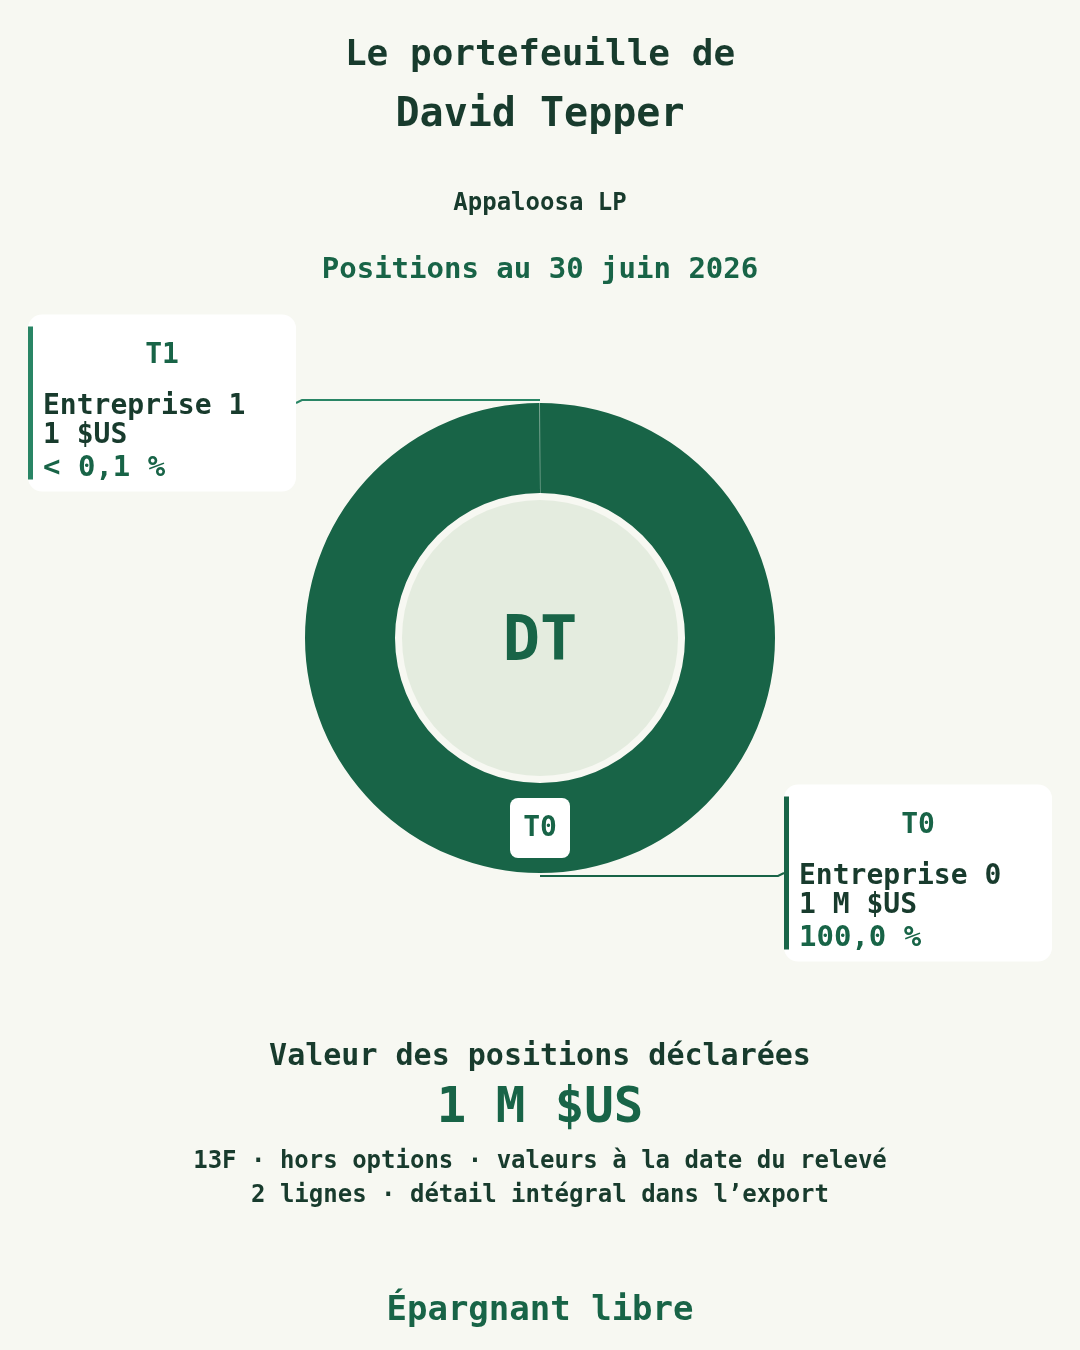 Le portefeuille de
David Tepper
Appaloosa LP
Positions au 30 juin 2026
T1
Entreprise 1
1 $US
< 0,1 %
DT
T0
T0
Entreprise 0
1 M $US
100,0 %
Valeur des positions déclarées
1 M $US
13F · hors options · valeurs à la date du relevé
2 lignes · détail intégral dans l’export
Épargnant libre